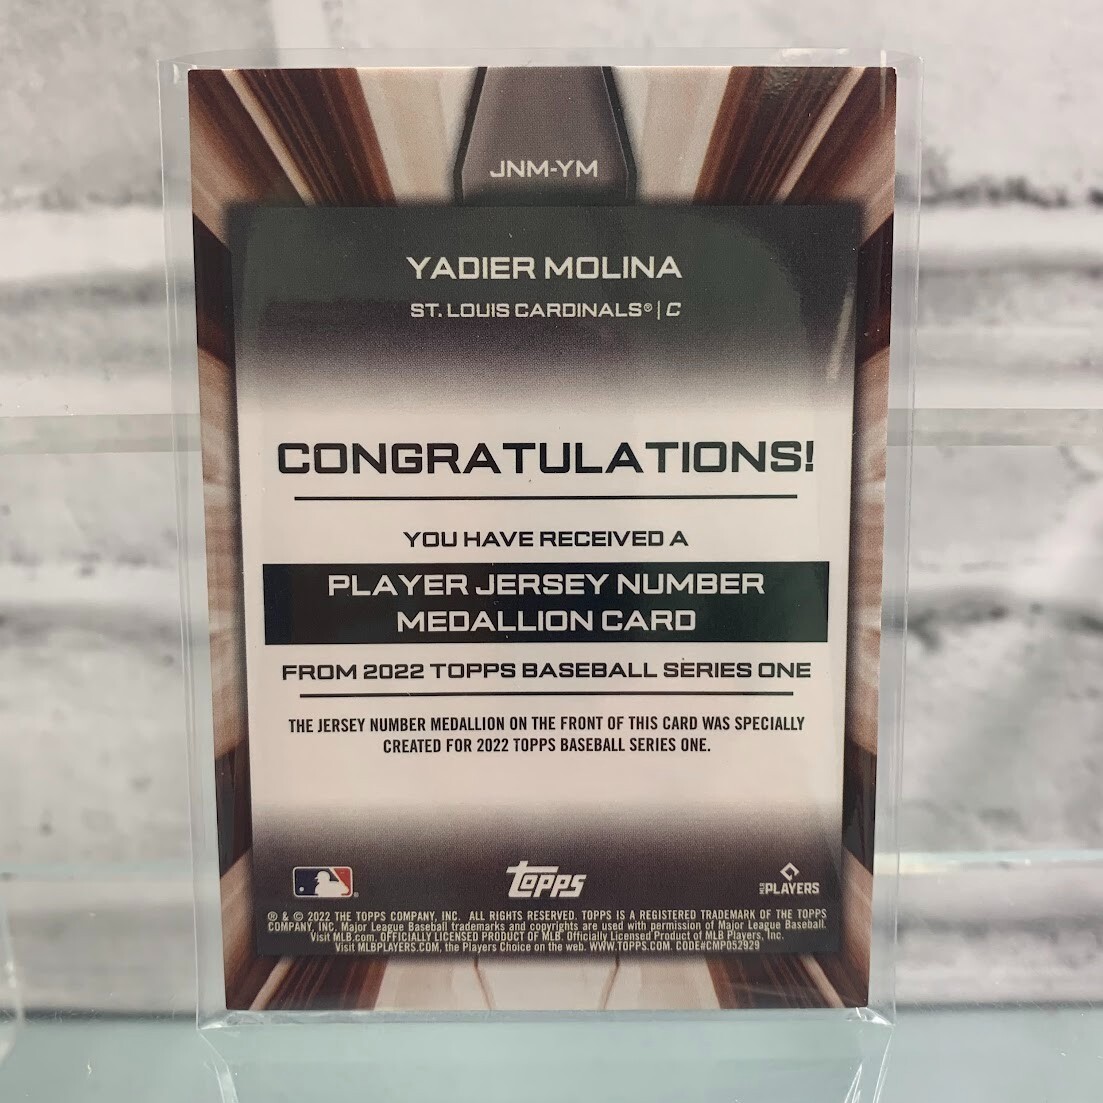 JNM-YM
YADIER MOLINA
ST. LOUIS CARDINALS® | C
CONGRATULATIONS!
YOU HAVE RECEIVED A
PLAYER JERSEY NUMBER
MEDALLION CARD
FROM 2022 TOPPS BASEBALL SERIES ONE
THE JERSEY NUMBER MEDALLION ON THE FRONT OF THIS CARD WAS SPECIALLY
CREATED FOR 2022 TOPPS BASEBALL SERIES ONE.
topps
MLB PLAYERS
® & © 2022 THE TOPPS COMPANY, INC. ALL RIGHTS RESERVED. TOPPS IS A REGISTERED TRADEMARK OF THE TOPPS
COMPANY, INC. Major League Baseball trademarks and copyrights are used with permission of Major League Baseball.
Visit MLB.com. OFFICIALLY LICENSED PRODUCT OF MLB. Officially Licensed Product of MLB Players, Inc.
Visit MLBPLAYERS.COM, the Players Choice on the web. WWW.TOPPS.COM. CODE#CMP052929